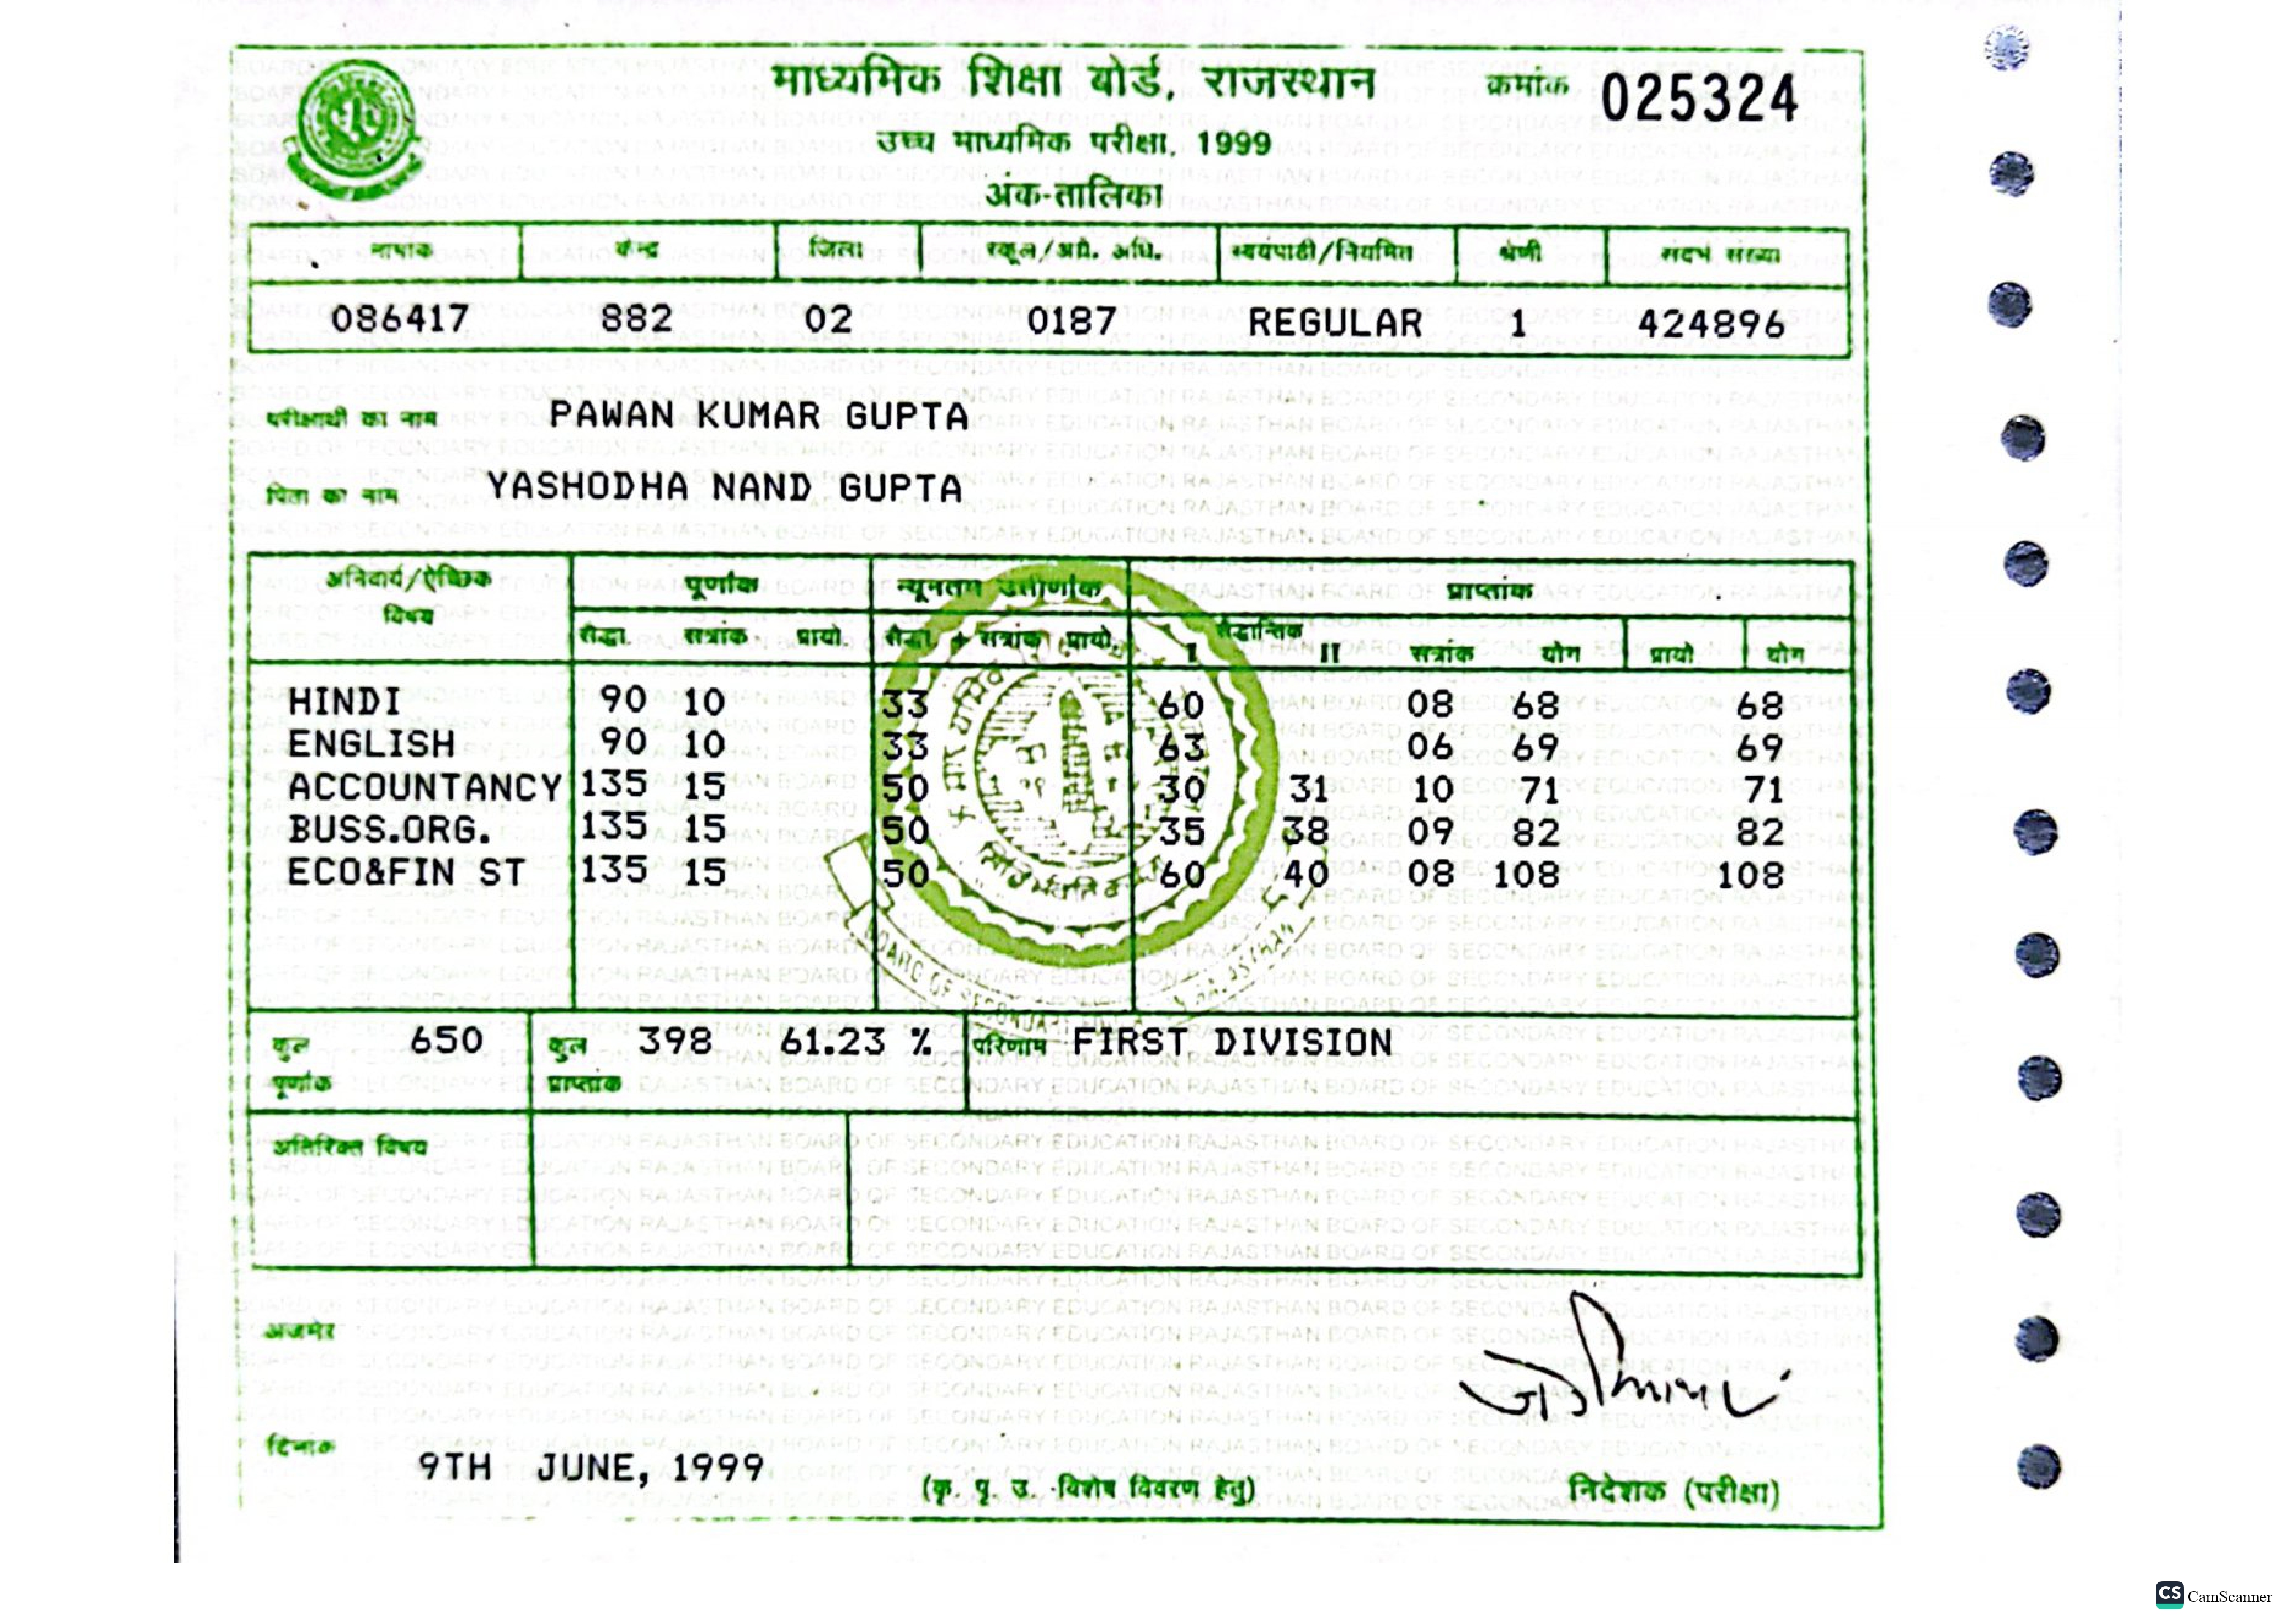 माध्यमिक शिक्षा बोर्ड, राजस्थान क्रमांक 025324
उच्च माध्यमिक परीक्षा, 1999
अंक-तालिका
नामांक केन्द्र जिला स्कूल/अग्रे. अधि. स्वयंपाठी/नियमित श्रेणी संदर्भ संख्या
086417 882 02 0187 REGULAR 1 424896
परीक्षार्थी का नाम PAWAN KUMAR GUPTA
पिता का नाम YASHODHA NAND GUPTA
अनिवार्य/ऐच्छिक पूर्णांक न्यूनतम उत्तीर्णांक प्राप्तांक
विषय सैद्धा. सत्रांक प्रायो. सैद्धा. + सत्रांक प्रायो. सैद्धान्तिक
I II सत्रांक योग प्रायो योग
HINDI 90 10 33 60 08 68 68
ENGLISH 90 10 33 63 06 69 69
ACCOUNTANCY 135 15 50 30 31 10 71 71
BUSS.ORG. 135 15 50 35 38 09 82 82
ECO&FIN ST 135 15 50 60 40 08 108 108
BOARD OF SECONDARY
कुल 650 कुल 398 61.23 % परिणाम FIRST DIVISION
पूर्णांक प्राप्तांक
अतिरिक्त विषय
अजमेर
दिनांक 9TH JUNE, 1999 (कृ. पृ. उ. विशेष विवरण हेतु) निदेशक (परीक्षा)
CS CamScanner